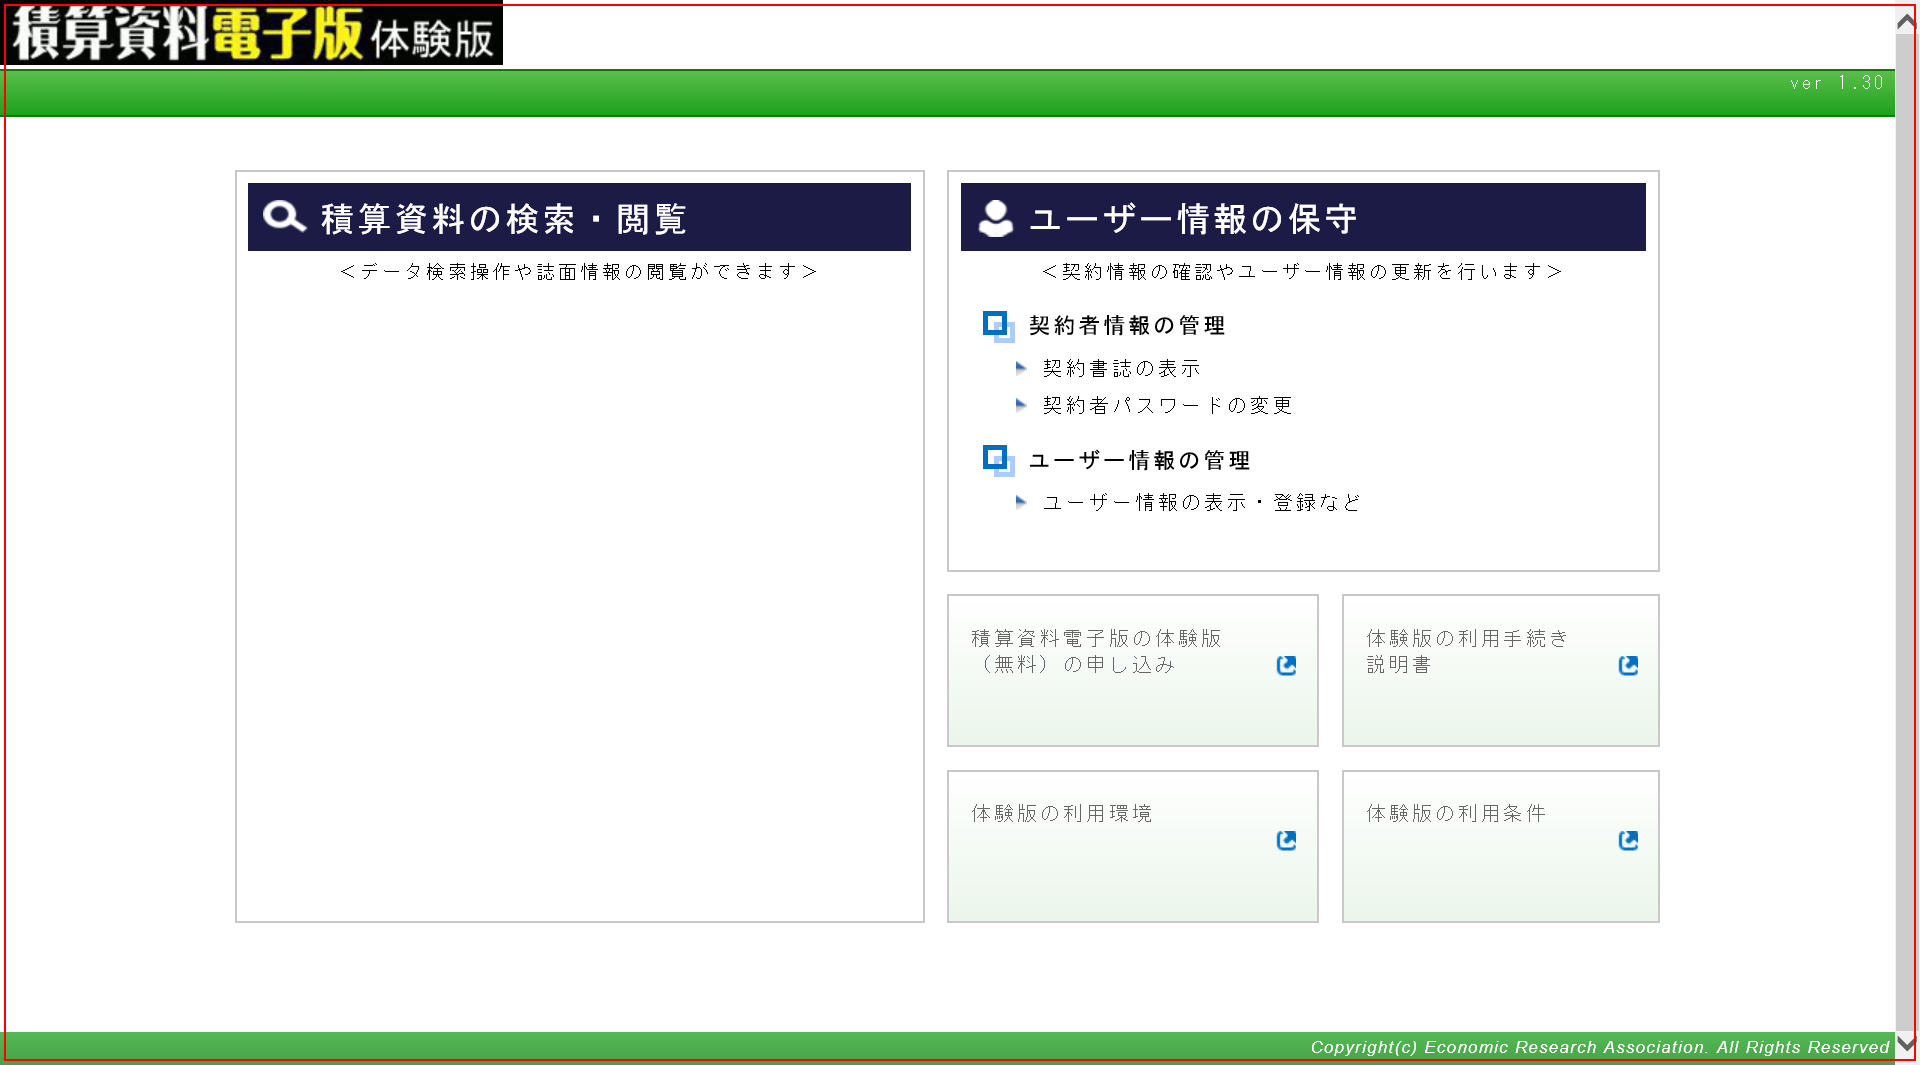 積算資料電子版 体験版
ver 1.30
積算資料の検索・閲覧
＜データ検索操作や誌面情報の閲覧ができます＞
ユーザー情報の保守
＜契約情報の確認やユーザー情報の更新を行います＞
契約者情報の管理
契約書誌の表示
契約者パスワードの変更
ユーザー情報の管理
ユーザー情報の表示・登録など
積算資料電子版の体験版
（無料）の申し込み
体験版の利用手続き
説明書
体験版の利用環境
体験版の利用条件
Copyright(c) Economic Research Association. All Rights Reserved